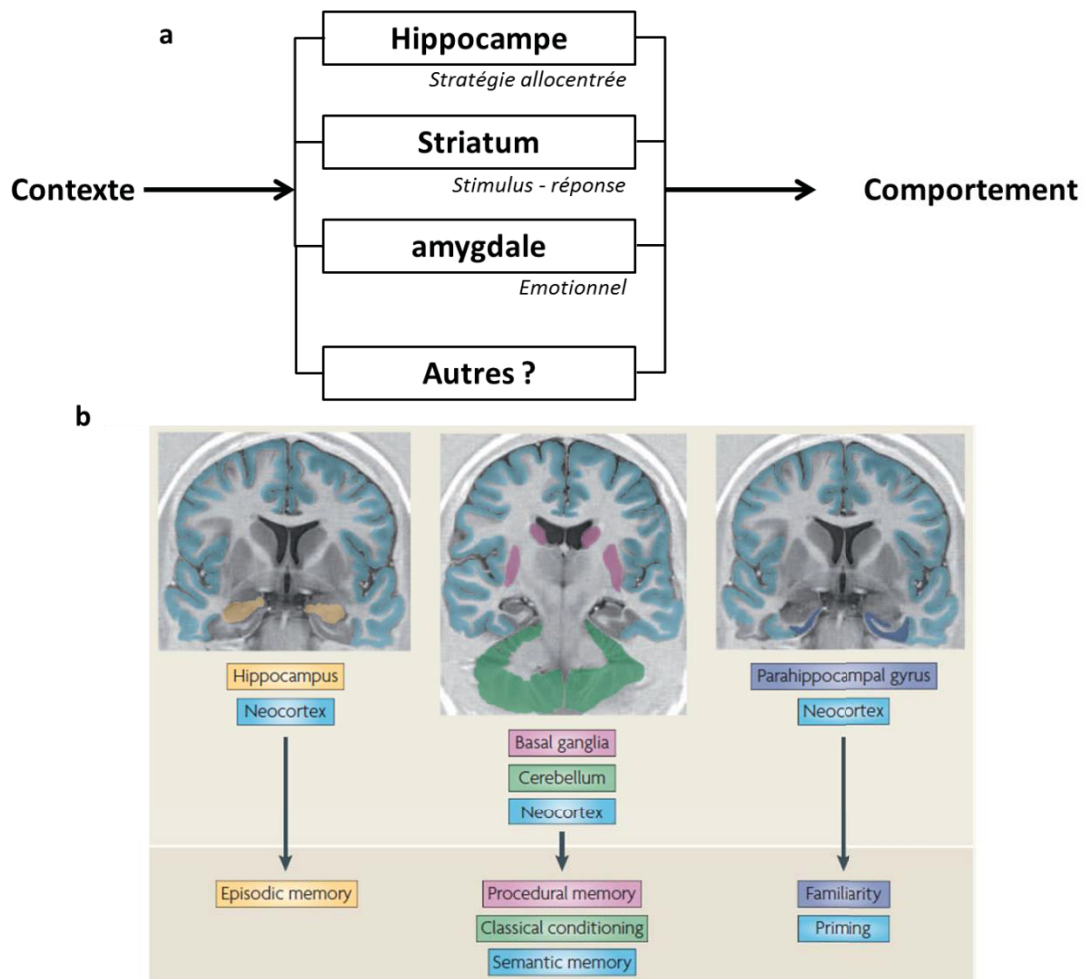 a
Hippocampe
Stratégie allocentrée
Striatum
Stimulus - réponse
Contexte
Comportement
amygdale
Emotionnel
Autres ?
b
Hippocampus
Neocortex
Basal ganglia
Cerebellum
Neocortex
Parahippocampal gyrus
Neocortex
Episodic memory
Procedural memory
Classical conditioning
Semantic memory
Familiarity
Priming